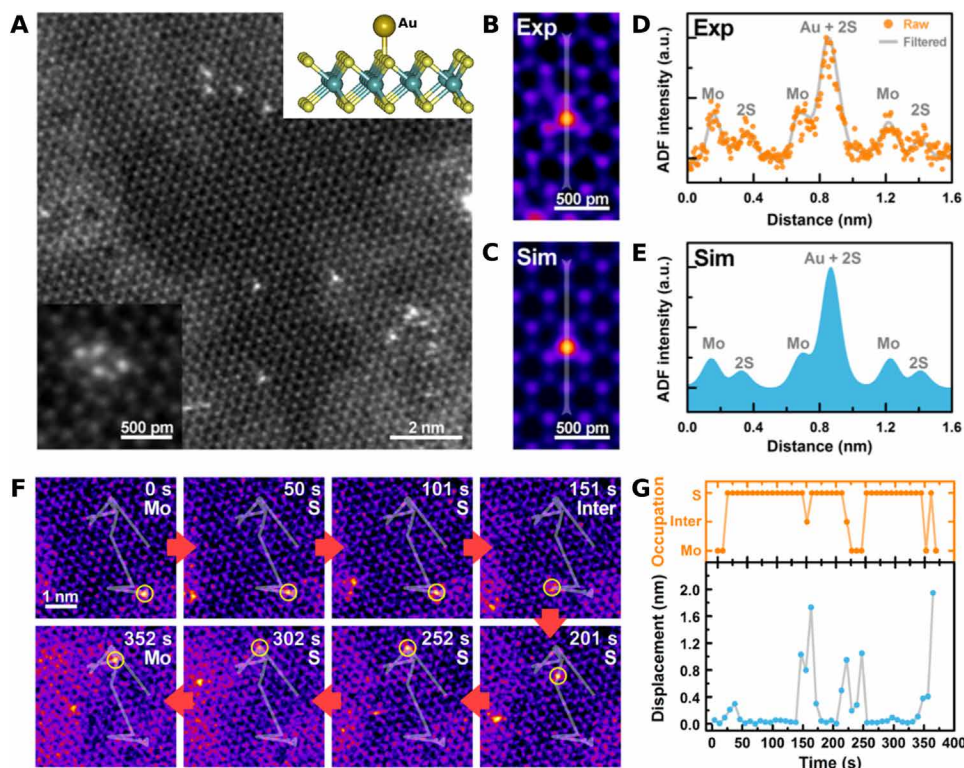 A
Au
500 pm
2 nm
B
Exp
500 pm
C
Sim
500 pm
D
Exp
Raw
Filtered
Au + 2S
Mo
2S
Mo
2S
ADF intensity (a.u.)
0.0 0.4 0.8 1.2 1.6
Distance (nm)
E
Sim
Au + 2S
Mo
2S
Mo
Mo
2S
ADF intensity (a.u.)
0.0 0.4 0.8 1.2 1.6
Distance (nm)
F
0 s
Mo
1 nm
50 s
S
101 s
S
151 s
Inter
352 s
Mo
302 s
S
252 s
S
201 s
S
G
Occupation
S
Inter
Mo
Displacement (nm)
2.0
1.6
1.2
0.8
0.4
0.0
0 50 100 150 200 250 300 350 400
Time (s)